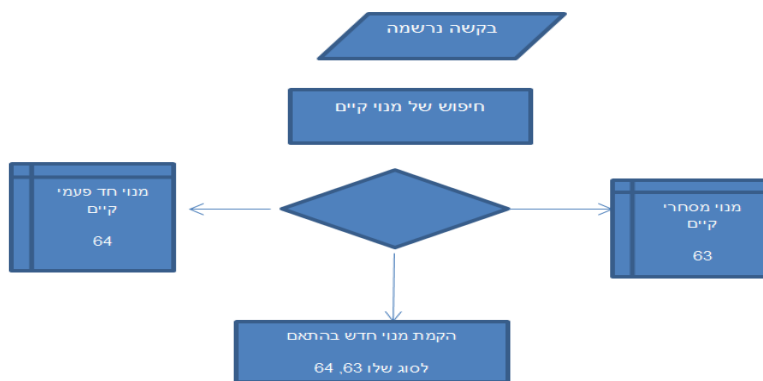 בקשה נרשמה
חיפוש של מנוי קיים
מנוי חד פעמי
קיים
64
מנוי מסחרי
קיים
63
הקמת מנוי חדש בהתאם
לסוג שלו 63, 64